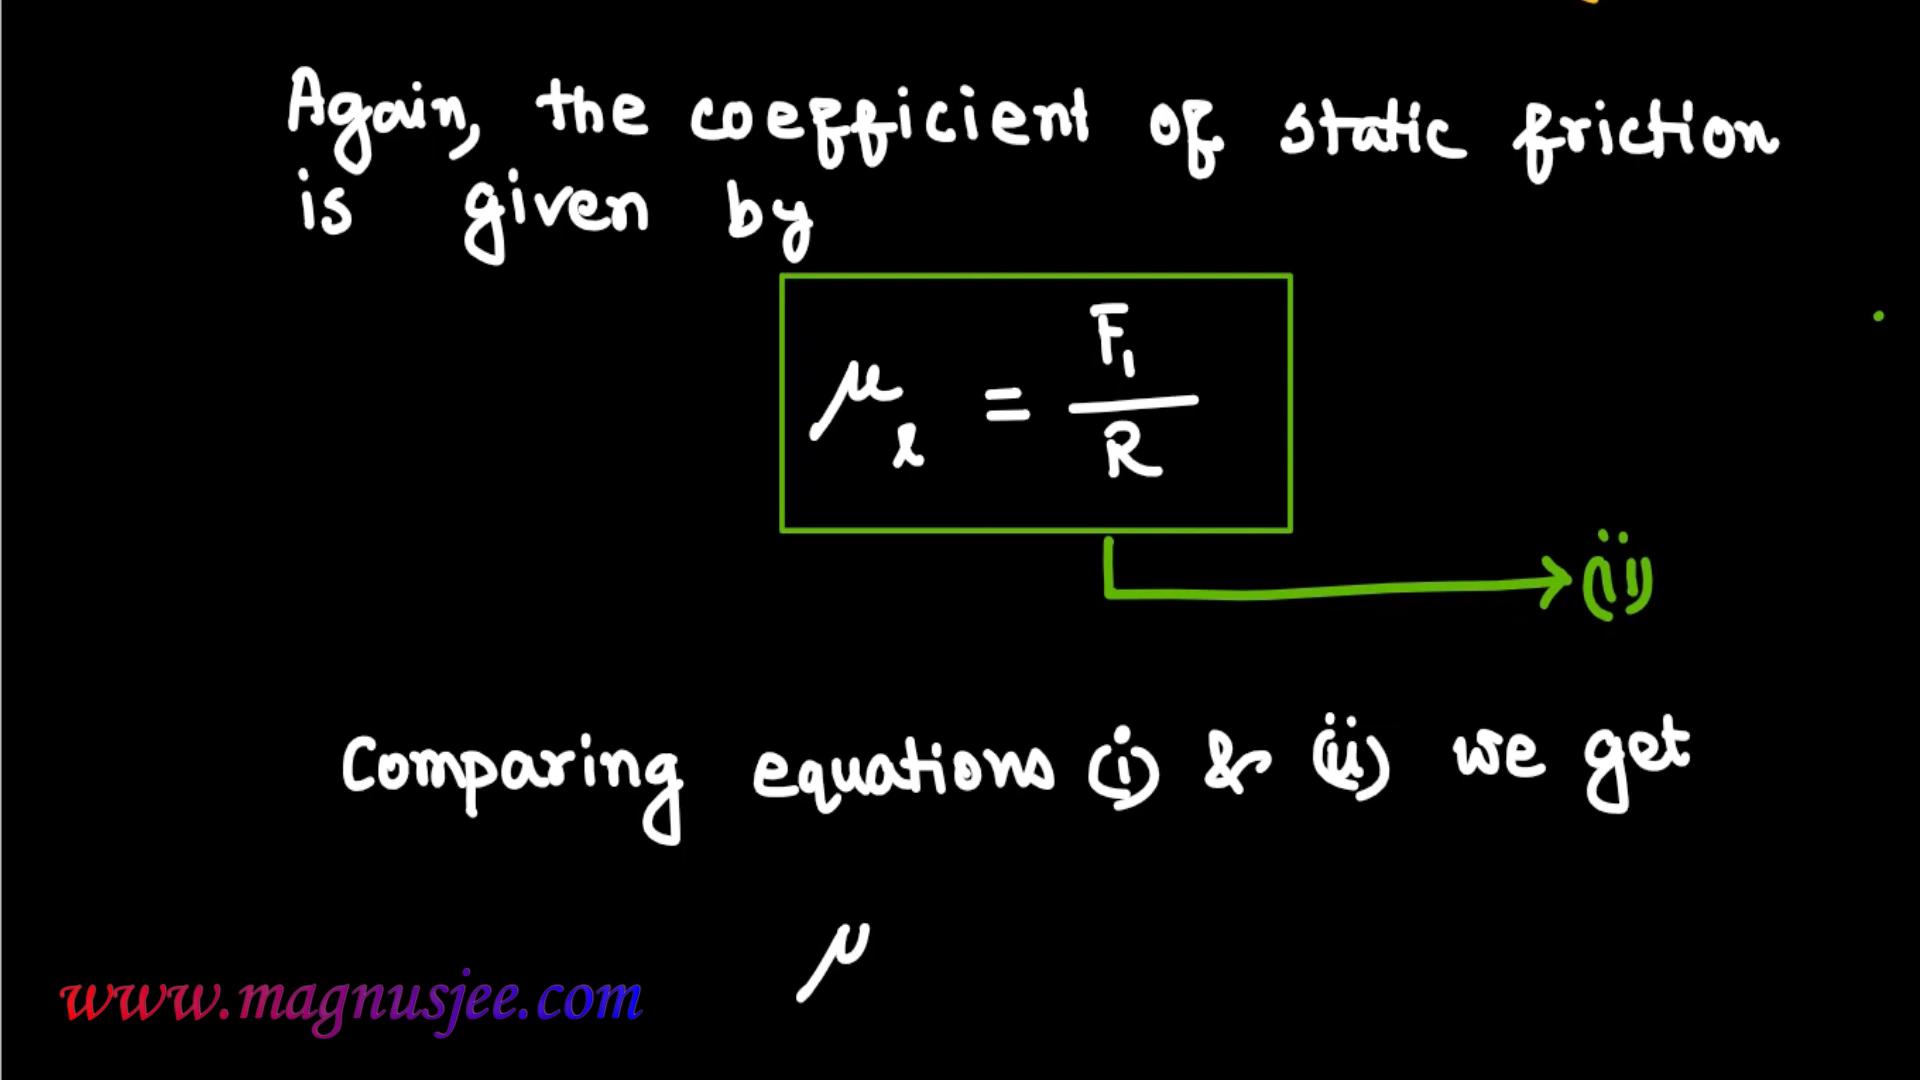 Again, the coefficient of static friction
is given by
μ_s = F₁/R
(ii)
Comparing equations (i) & (ii) we get
μ
www.magnusjee.com